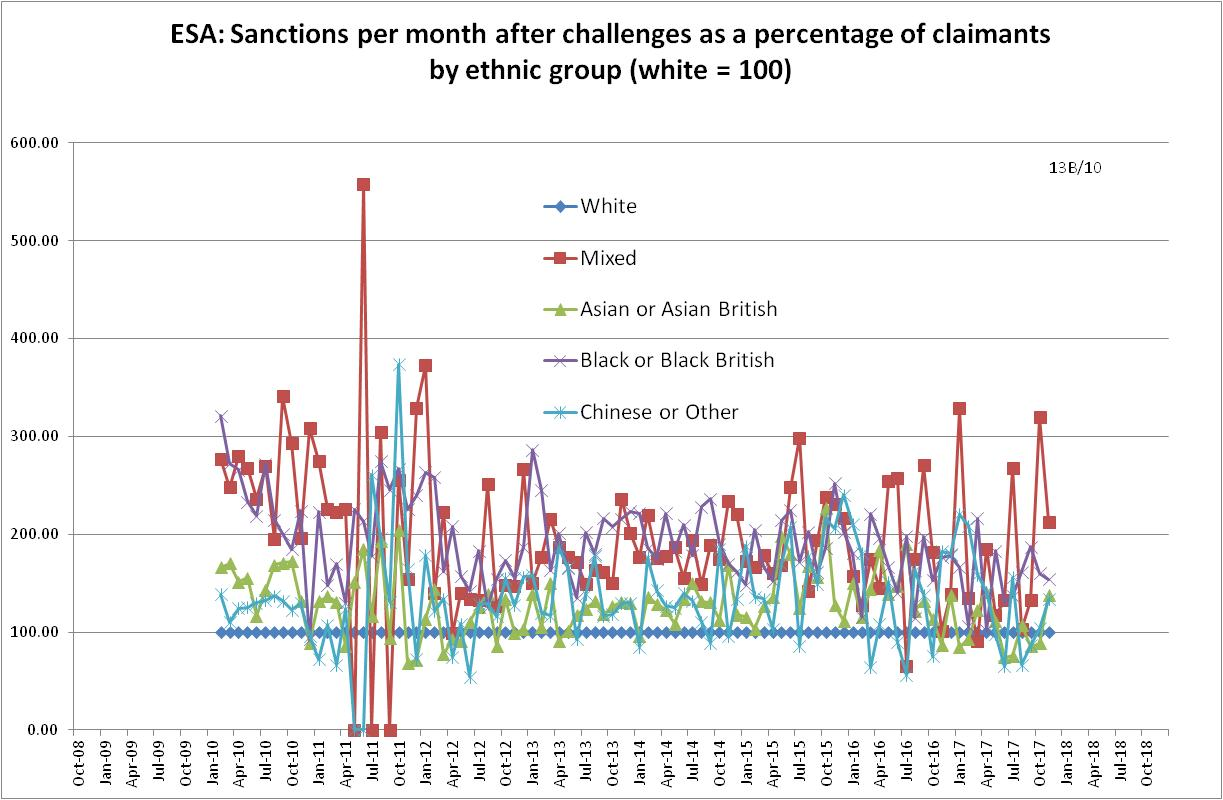 ESA: Sanctions per month after challenges as a percentage of claimants
by ethnic group (white = 100)
600.00
13B/10
White
500.00
Mixed
Asian or Asian British
400.00
Black or Black British
Chinese or Other
300.00
200.00
100.00
0.00
Oct-08
Jan-09
Apr-09
Jul-09
Oct-09
Jan-10
Apr-10
Jul-10
Oct-10
Jan-11
Apr-11
Jul-11
Oct-11
Jan-12
Apr-12
Jul-12
Oct-12
Jan-13
Apr-13
Jul-13
Oct-13
Jan-14
Apr-14
Jul-14
Oct-14
Jan-15
Apr-15
Jul-15
Oct-15
Jan-16
Apr-16
Jul-16
Oct-16
Jan-17
Apr-17
Jul-17
Oct-17
Jan-18
Apr-18
Jul-18
Oct-18